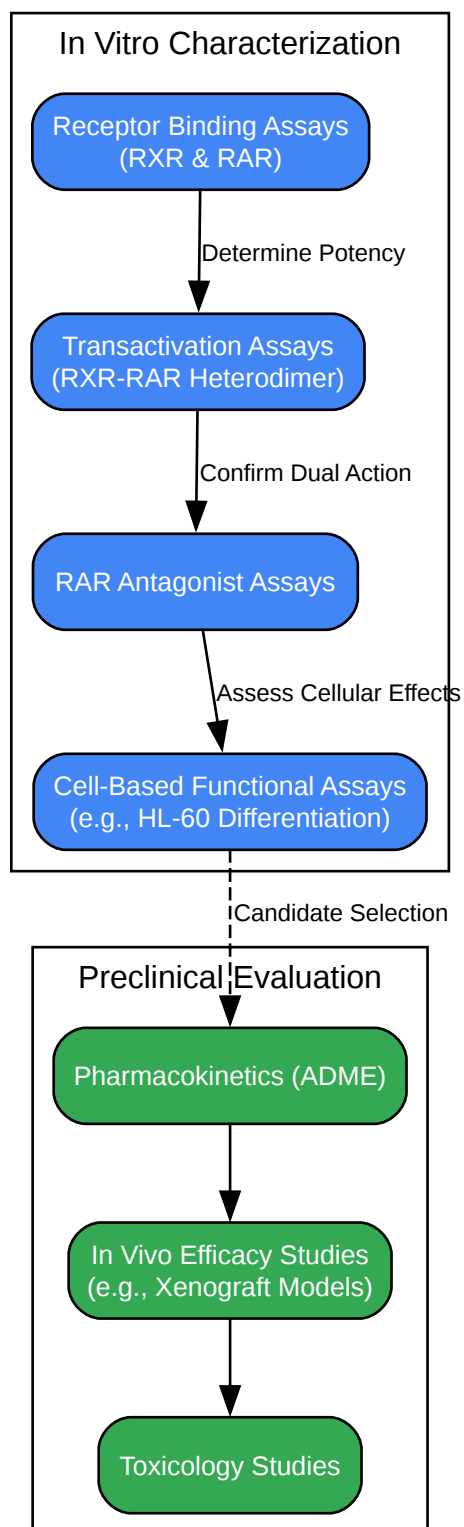 In Vitro Characterization
Receptor Binding Assays
(RXR & RAR)
Determine Potency
Transactivation Assays
(RXR-RAR Heterodimer)
Confirm Dual Action
RAR Antagonist Assays
Assess Cellular Effects
Cell-Based Functional Assays
(e.g., HL-60 Differentiation)
Candidate Selection
Preclinical Evaluation
Pharmacokinetics (ADME)
In Vivo Efficacy Studies
(e.g., Xenograft Models)
Toxicology Studies